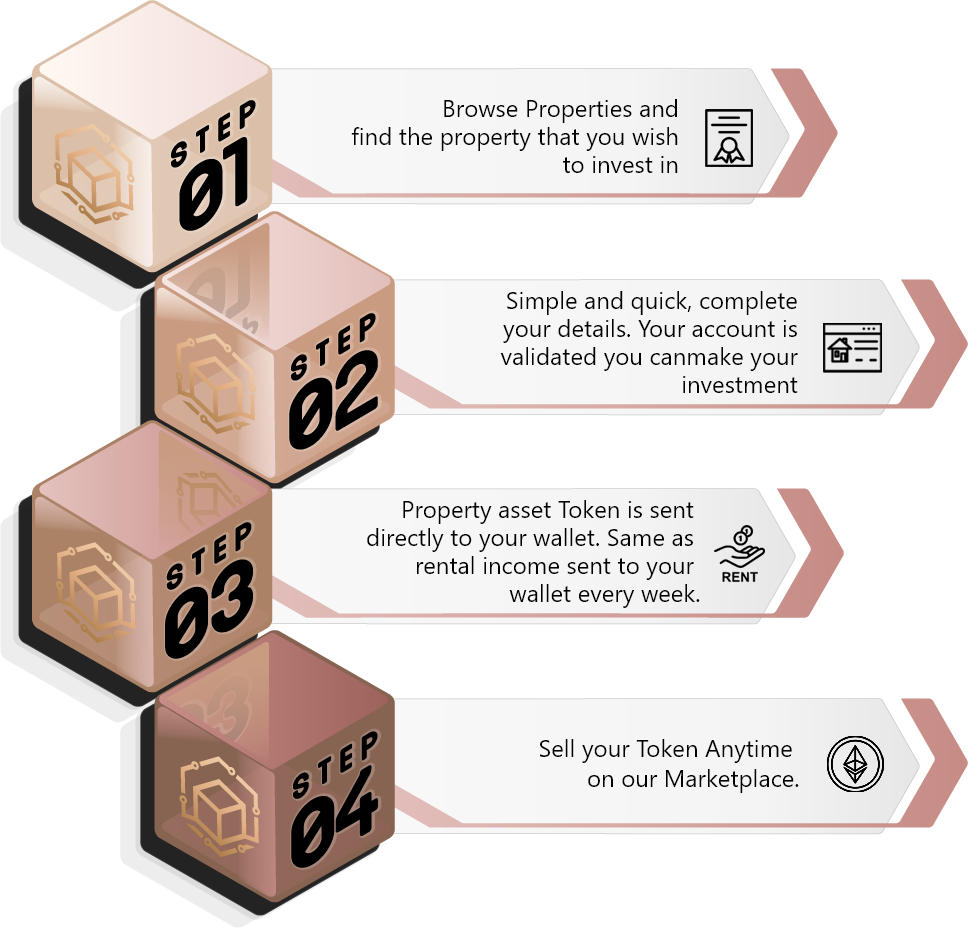 STEP
01
Browse Properties and
find the property that you wish
to invest in
STEP
02
Simple and quick, complete
your details. Your account is
validated you canmake your
investment
STEP
03
Property asset Token is sent
directly to your wallet. Same as
rental income sent to your
wallet every week.
RENT
STEP
04
Sell your Token Anytime
on our Marketplace.